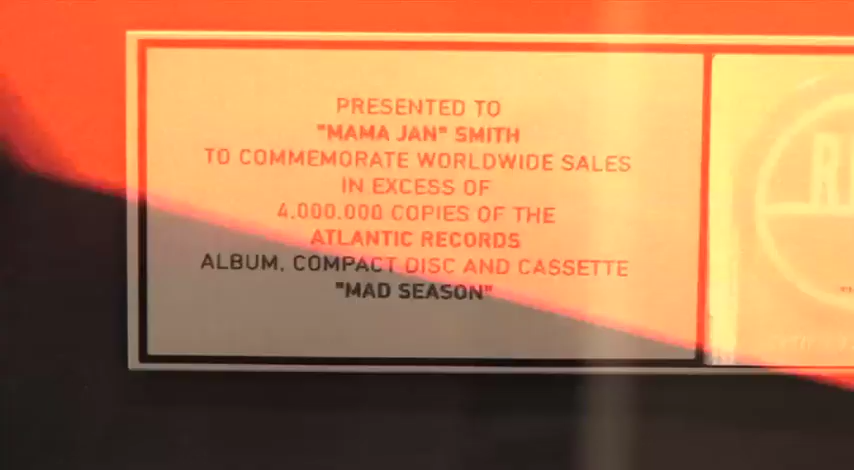 PRESENTED TO
"MAMA JAN" SMITH
TO COMMEMORATE WORLDWIDE SALES
IN EXCESS OF
4,000,000 COPIES OF THE
ATLANTIC RECORDS
ALBUM, COMPACT DISC AND CASSETTE
"MAD SEASON"